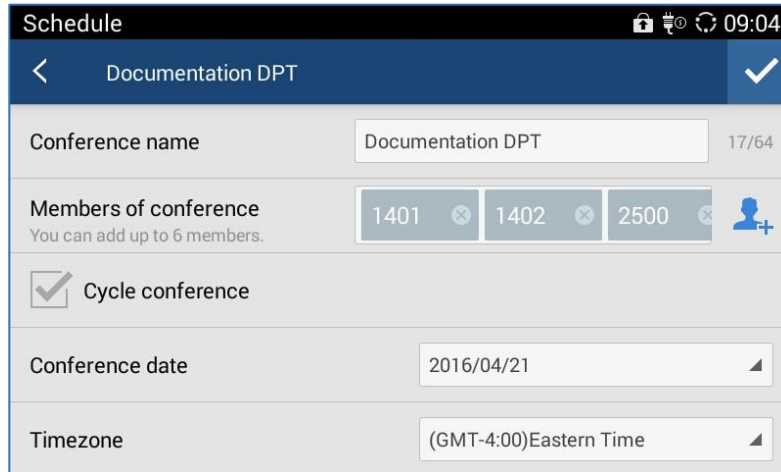 Schedule 09:04
Documentation DPT
Conference name Documentation DPT 17/64
Members of conference 1401 1402 2500
You can add up to 6 members.
Cycle conference
Conference date 2016/04/21
Timezone (GMT-4:00)Eastern Time